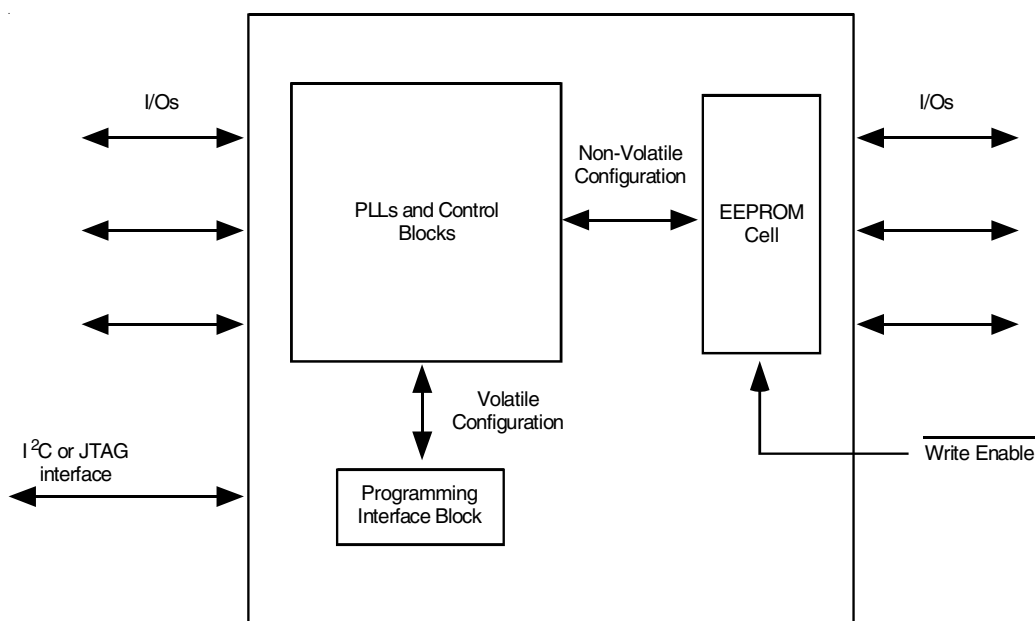 I/Os
I/Os
Non-Volatile
Configuration
PLLs and Control
Blocks
EEPROM
Cell
Volatile
Configuration
I²C or JTAG
interface
Write Enable
Programming
Interface Block